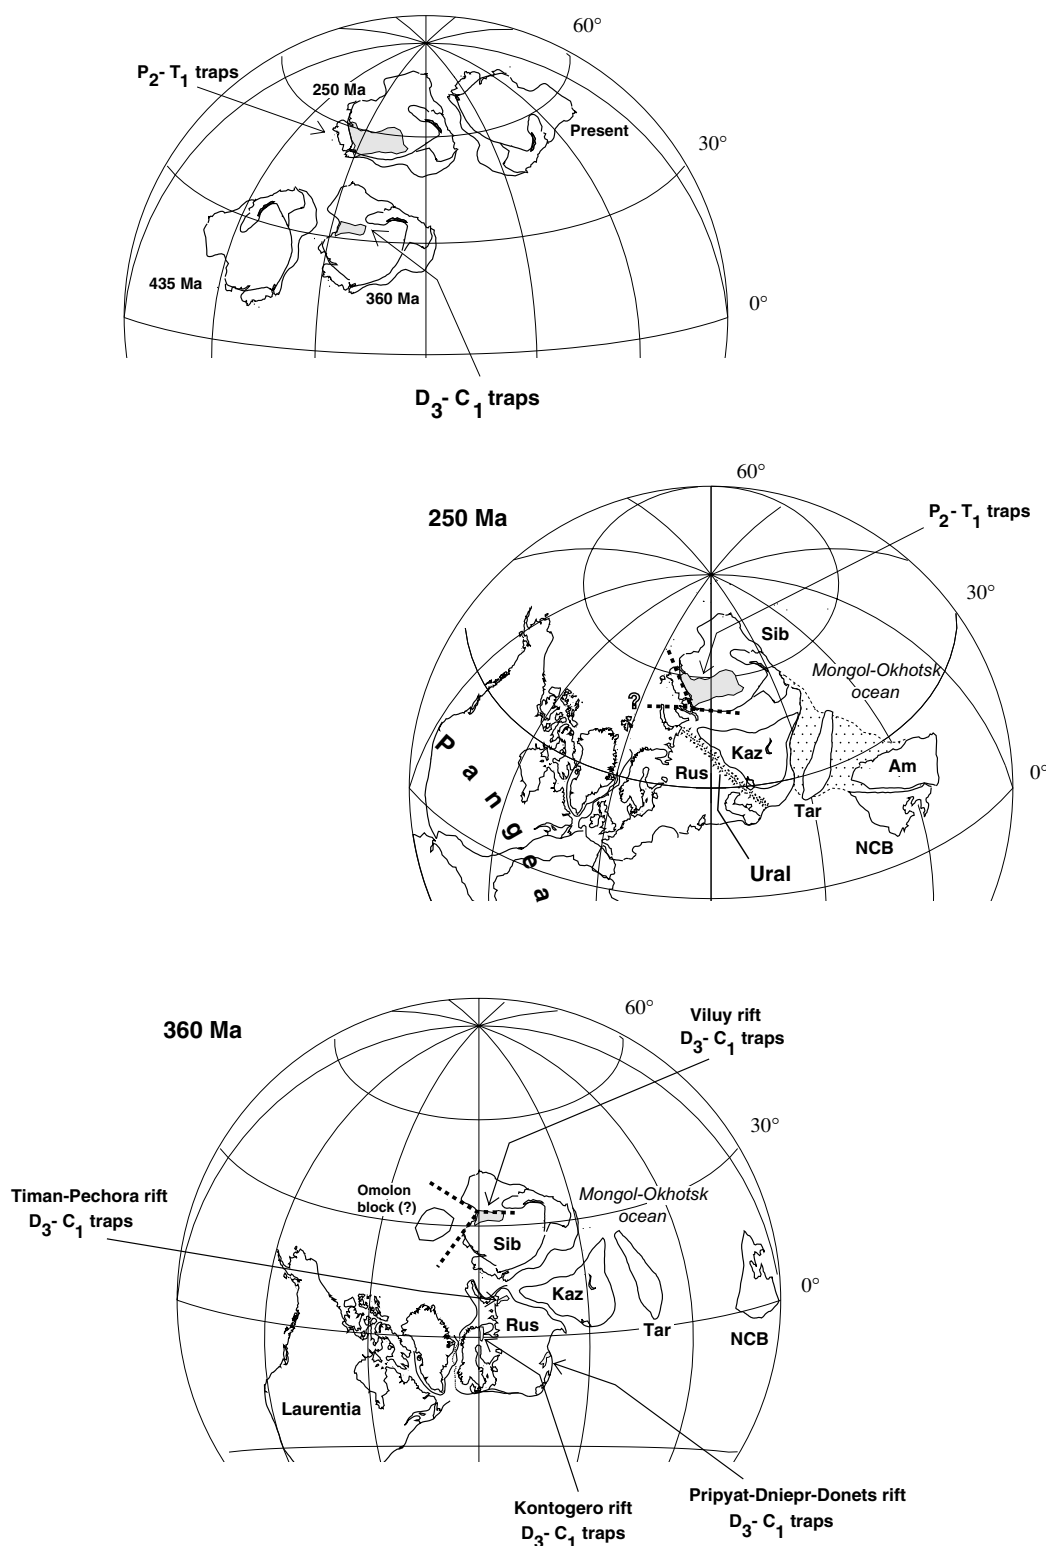 60°
P2- T1 traps
250 Ma
Present
30°
435 Ma
360 Ma
0°
D3- C1 traps
60°
250 Ma
P2- T1 traps
30°
Sib
Mongol-Okhotsk
ocean
?
Pangea
Kaz
Rus
Am
0°
Tar
NCB
Ural
360 Ma
60°
Viluy rift
D3- C1 traps
30°
Timan-Pechora rift
D3- C1 traps
Omolon
block (?)
Mongol-Okhotsk
ocean
Sib
Kaz
0°
Rus
Tar
NCB
Laurentia
Pripyat-Dniepr-Donets rift
D3- C1 traps
Kontogero rift
D3- C1 traps